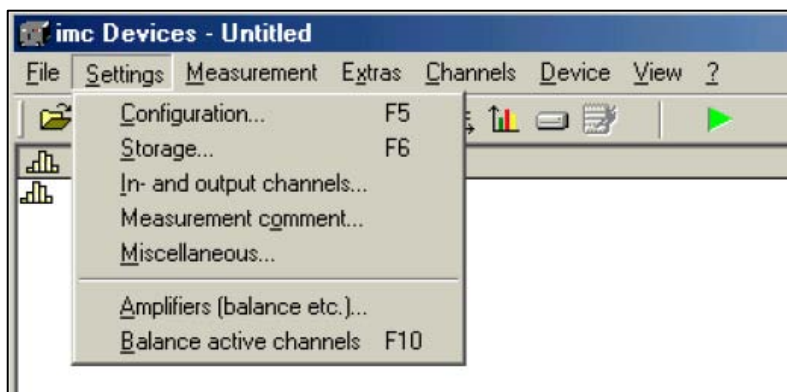 imc Devices - Untitled
File Settings Measurement Extras Channels Device View ?
Configuration... F5
Storage... F6
In- and output channels...
Measurement comment...
Miscellaneous...
Amplifiers (balance etc.)...
Balance active channels F10